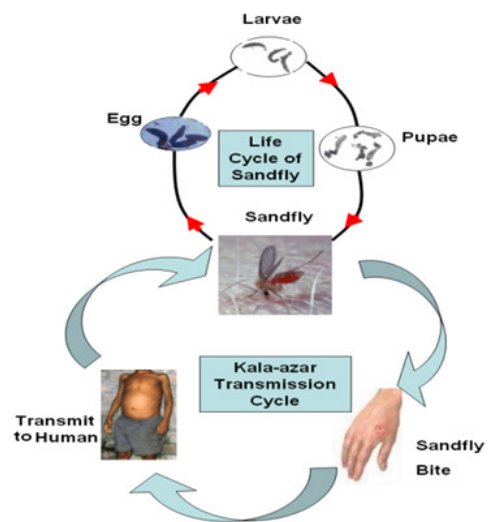 Larvae
Egg
Life
Cycle of
Sandfly
Pupae
Sandfly
Kala-azar
Transmission
Cycle
Transmit
to Human
Sandfly
Bite